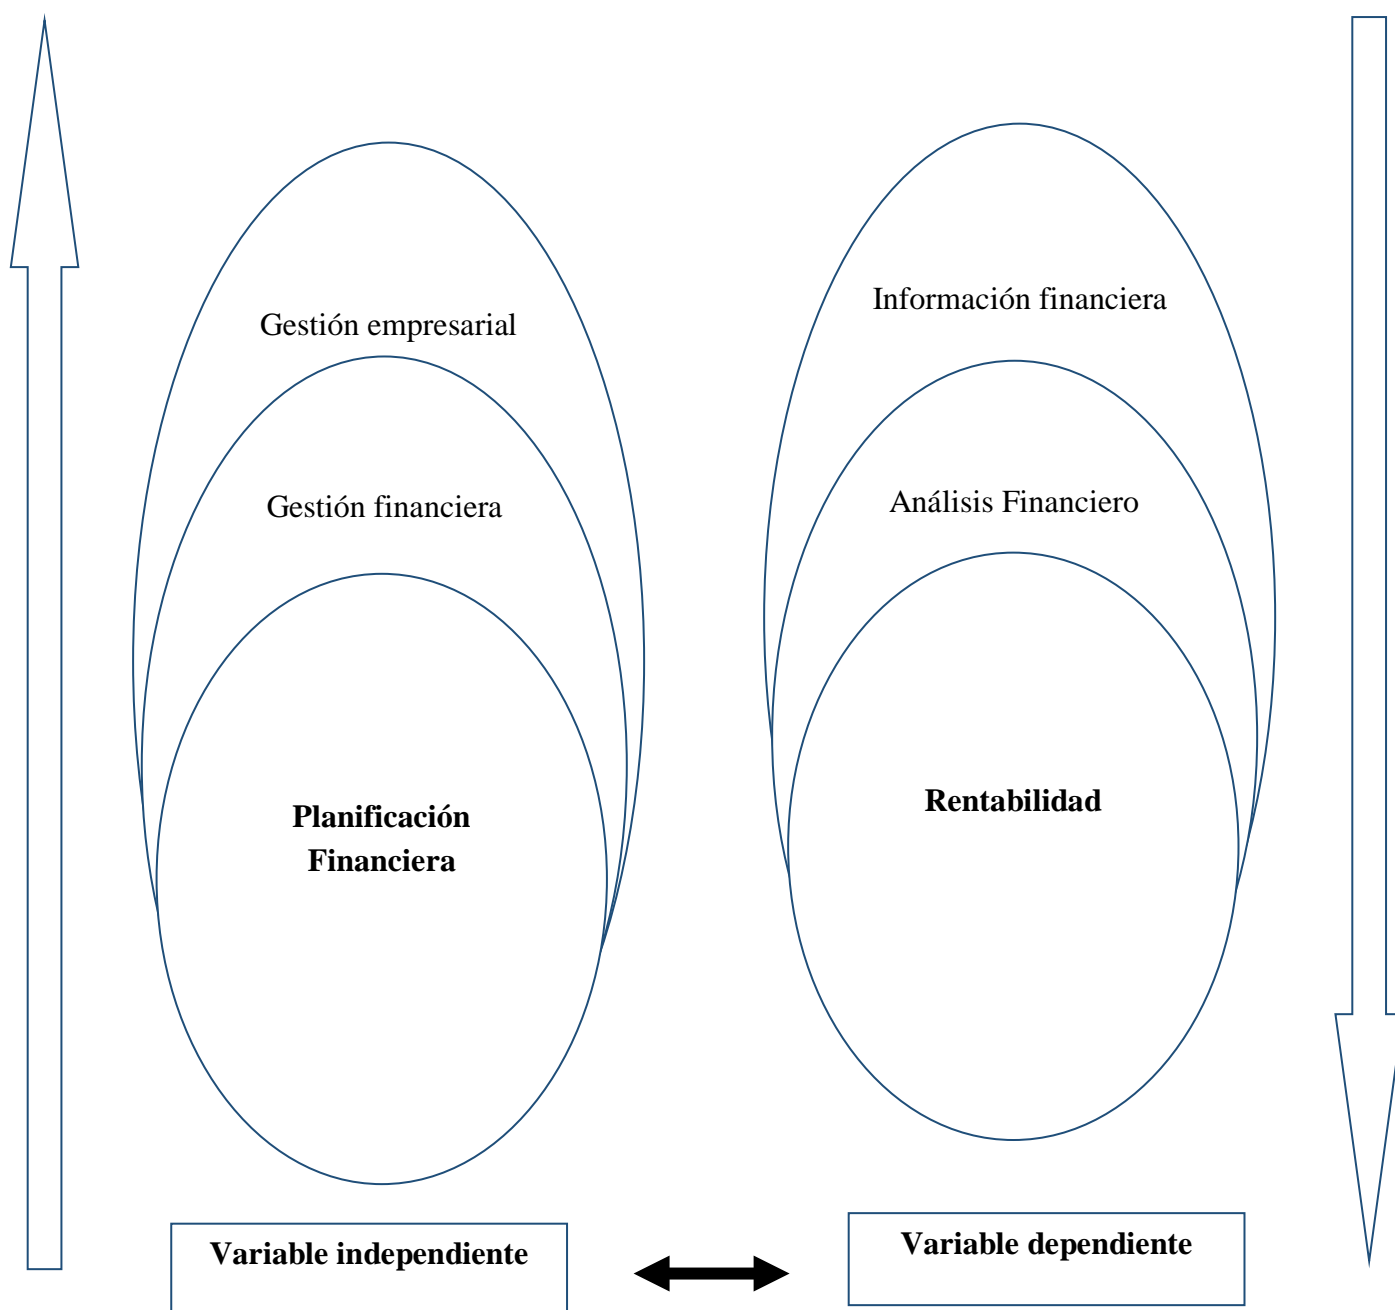 Gestión empresarial
Gestión financiera
Planificación
Financiera
Variable independiente
Información financiera
Análisis Financiero
Rentabilidad
Variable dependiente